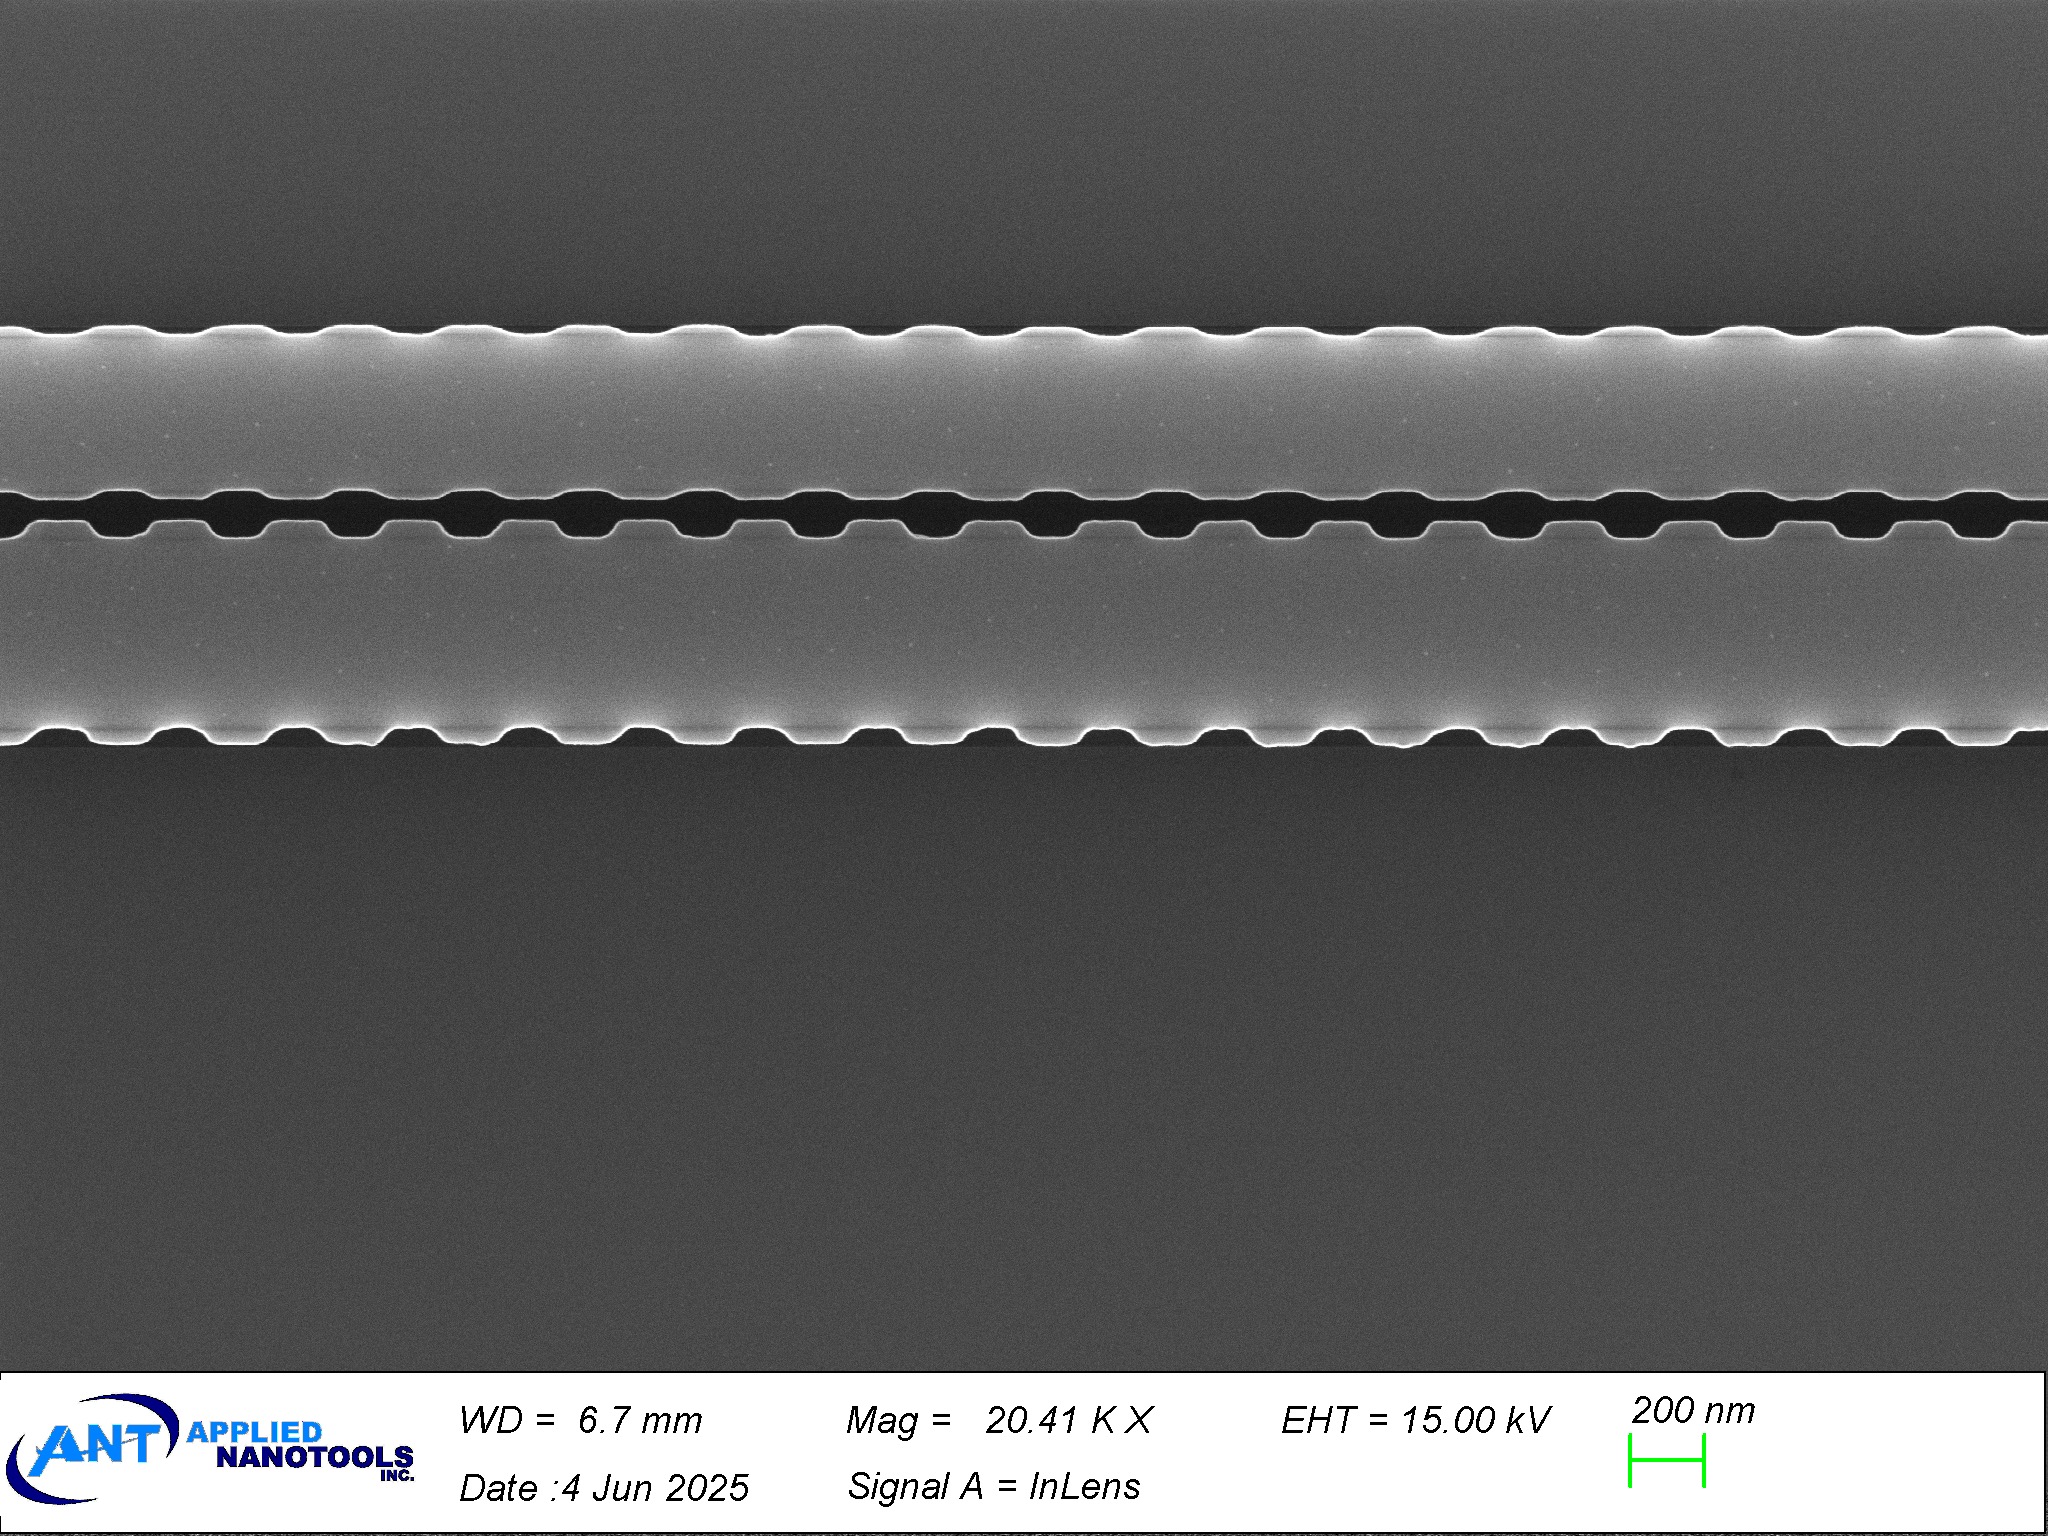 ANT APPLIED
NANOTOOLS
INC.
WD = 6.7 mm
Mag = 20.41 K X
EHT = 15.00 kV
200 nm
Date :4 Jun 2025
Signal A = InLens